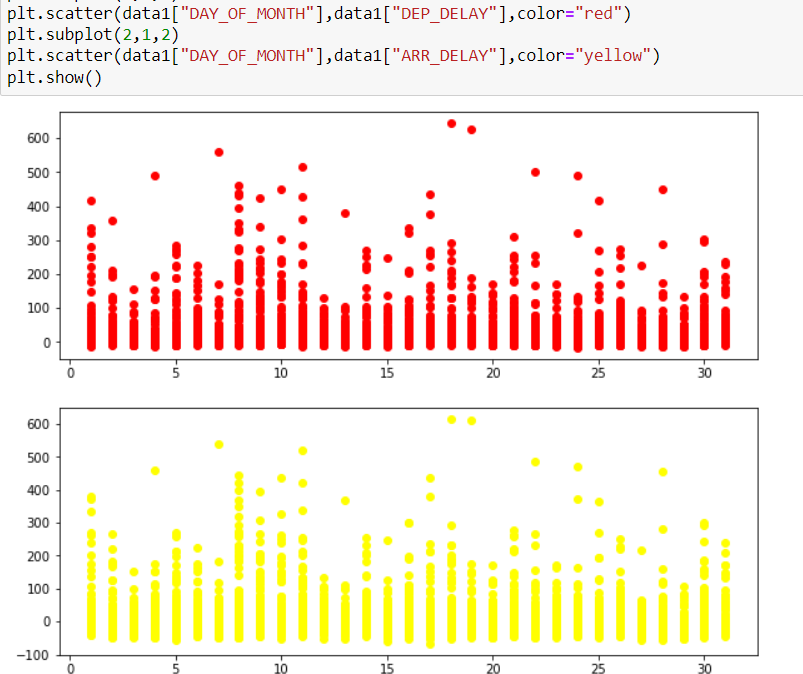 plt.scatter(data1["DAY_OF_MONTH"],data1["DEP_DELAY"],color="red")
plt.subplot(2,1,2)
plt.scatter(data1["DAY_OF_MONTH"],data1["ARR_DELAY"],color="yellow")
plt.show()
600
500
400
300
200
100
0
0 5 10 15 20 25 30
600
500
400
300
200
100
0
−100
0 5 10 15 20 25 30